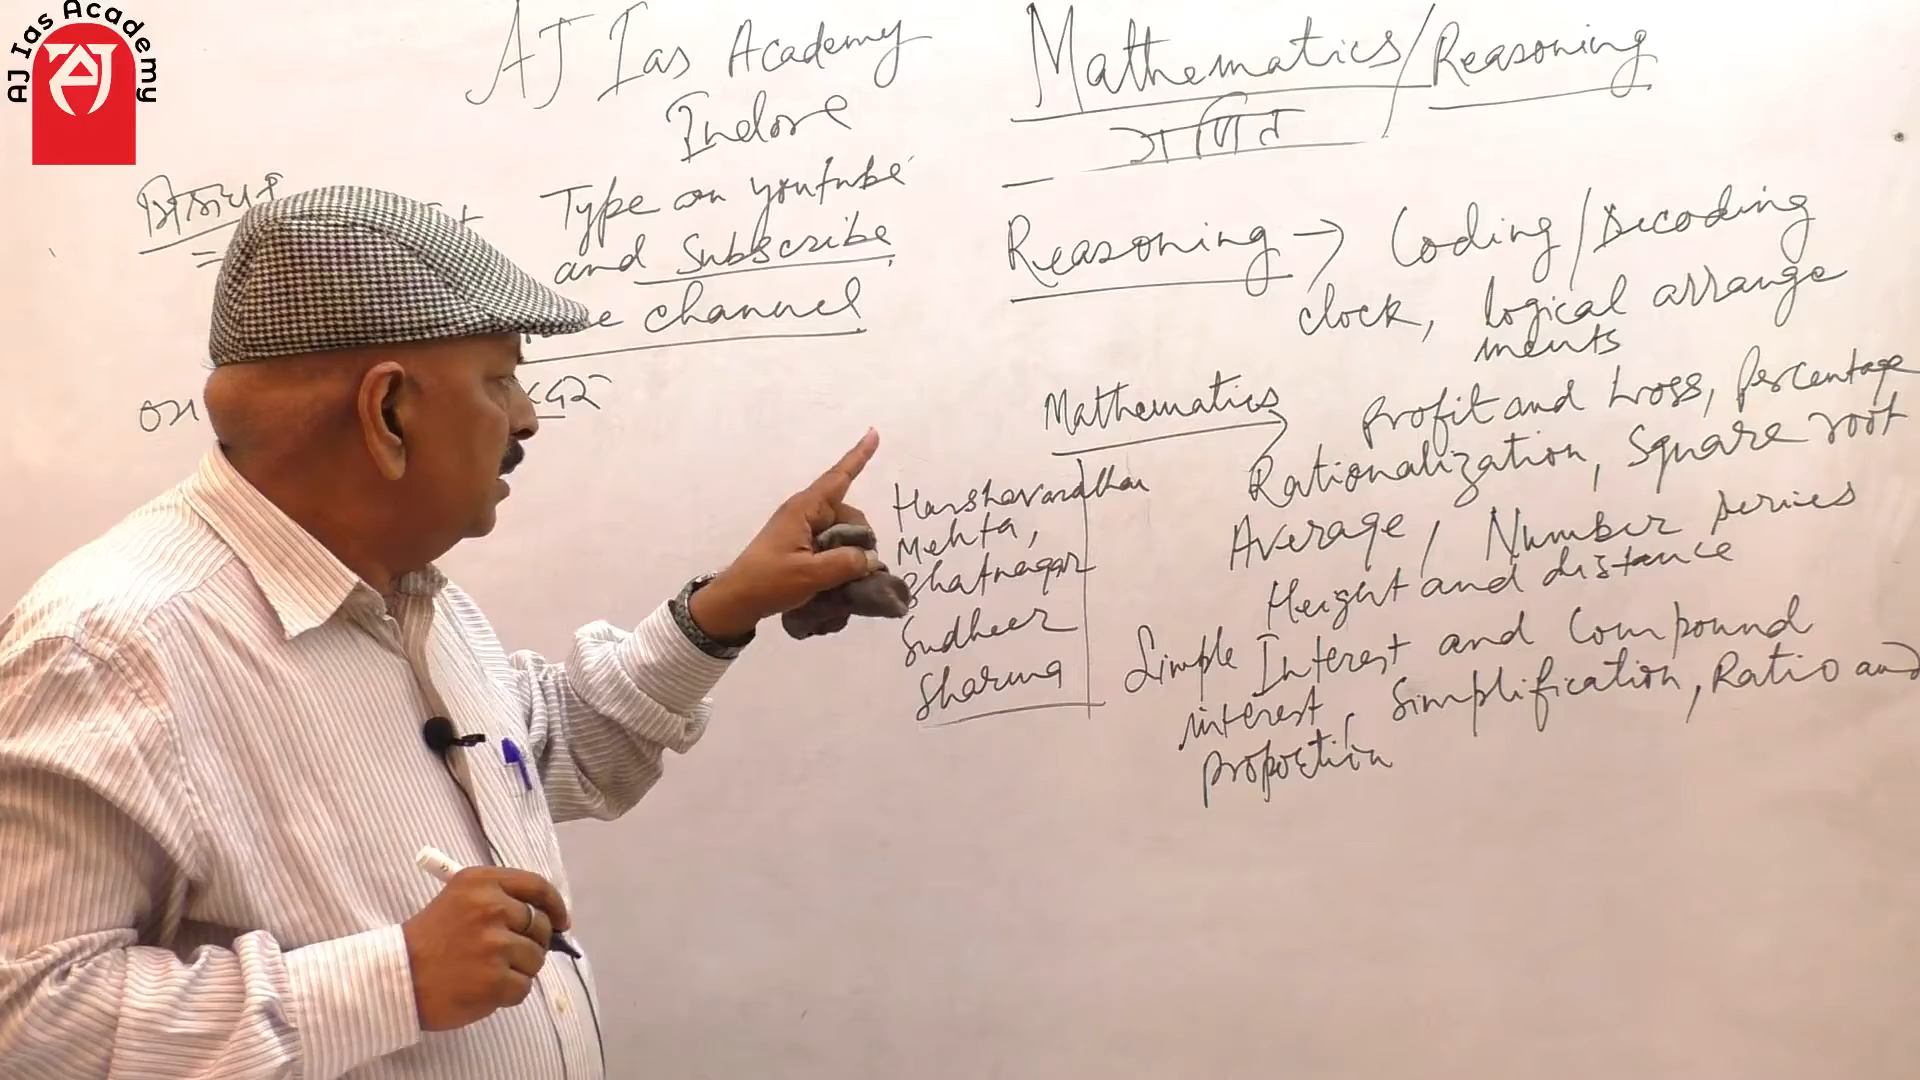 AJ Ias Academy
AJ Ias Academy
Indore
Type on youtube
and Subscribe
channel
Mathematics/Reasoning
गणित
Reasoning → Coding/Decoding
clock, logical arrange
ments
Mathematics
Profit and Loss, Percentage
Rationalization, Square root
Average, Number series
Height and distance
Simple Interest and Compound
interest, Simplification, Ratio and
proportion
Harshavardhan
Mehta,
Bhatnagar
Sudheer
Sharma